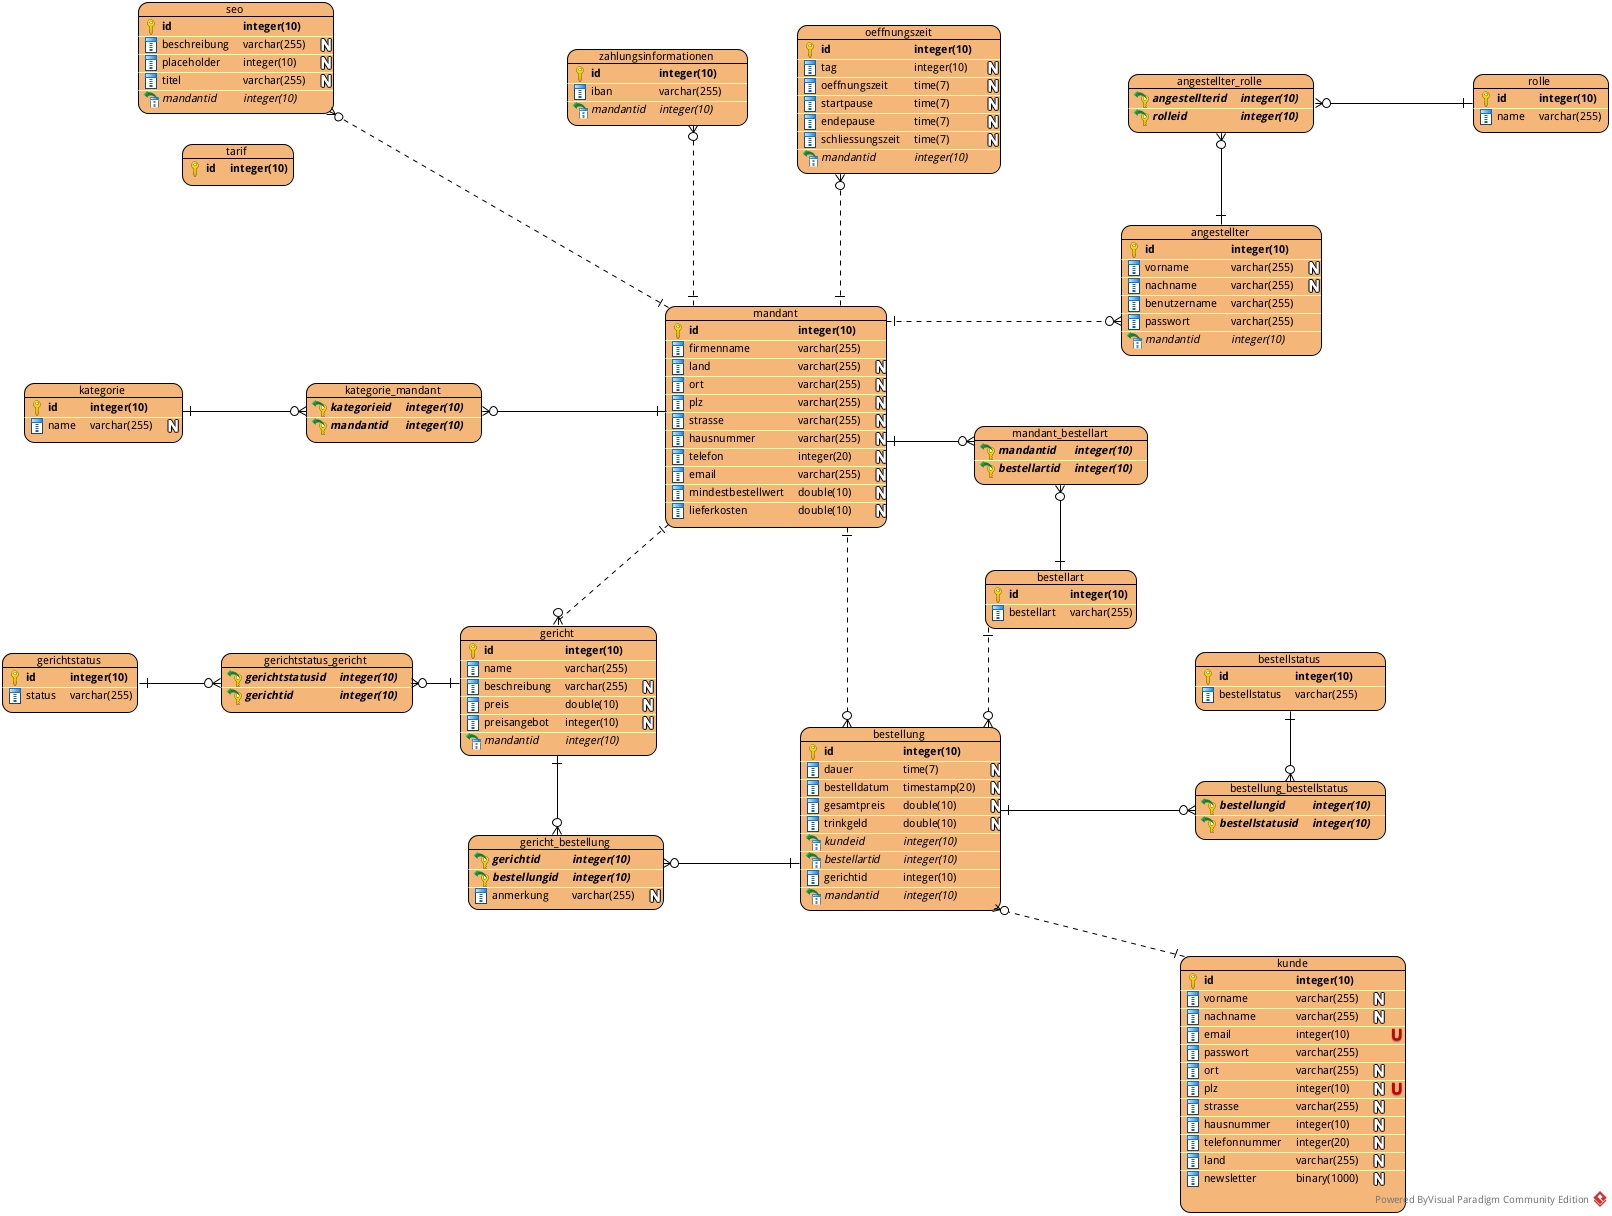 seo
id integer(10)
beschreibung varchar(255) N
placeholder integer(10) N
titel varchar(255) N
mandantid integer(10)
tarif
id integer(10)
zahlungsinformationen
id integer(10)
iban varchar(255)
mandantid integer(10)
oeffnungszeit
id integer(10)
tag integer(10) N
oeffnungszeit time(7) N
startpause time(7) N
endepause time(7) N
schliessungszeit time(7) N
mandantid integer(10)
angestellter_rolle
angestellterid integer(10)
rolleid integer(10)
rolle
id integer(10)
name varchar(255)
angestellter
id integer(10)
vorname varchar(255) N
nachname varchar(255) N
benutzername varchar(255)
passwort varchar(255)
mandantid integer(10)
mandant
id integer(10)
firmenname varchar(255)
land varchar(255) N
ort varchar(255) N
plz varchar(255) N
strasse varchar(255) N
hausnummer varchar(255) N
telefon integer(20) N
email varchar(255) N
mindestbestellwert double(10) N
lieferkosten double(10) N
kategorie
id integer(10)
name varchar(255) N
kategorie_mandant
kategorieid integer(10)
mandantid integer(10)
mandant_bestellart
mandantid integer(10)
bestellartid integer(10)
bestellart
id integer(10)
bestellart varchar(255)
gerichtstatus
id integer(10)
status varchar(255)
gerichtstatus_gericht
gerichtstatusid integer(10)
gerichtid integer(10)
gericht
id integer(10)
name varchar(255)
beschreibung varchar(255) N
preis double(10) N
preisangebot integer(10) N
mandantid integer(10)
bestellstatus
id integer(10)
bestellstatus varchar(255)
bestellung
id integer(10)
dauer time(7) N
bestelldatum timestamp(20) N
gesamtpreis double(10) N
trinkgeld double(10) N
kundeid integer(10)
bestellartid integer(10)
gerichtid integer(10)
mandantid integer(10)
bestellung_bestellstatus
bestellungid integer(10)
bestellstatusid integer(10)
gericht_bestellung
gerichtid integer(10)
bestellungid integer(10)
anmerkung varchar(255) N
kunde
id integer(10)
vorname varchar(255) N
nachname varchar(255) N
email integer(10) U
passwort varchar(255)
ort varchar(255) N
plz integer(10) N U
strasse varchar(255) N
hausnummer integer(10) N
telefonnummer integer(20) N
land varchar(255) N
newsletter binary(1000) N
Powered ByVisual Paradigm Community Edition